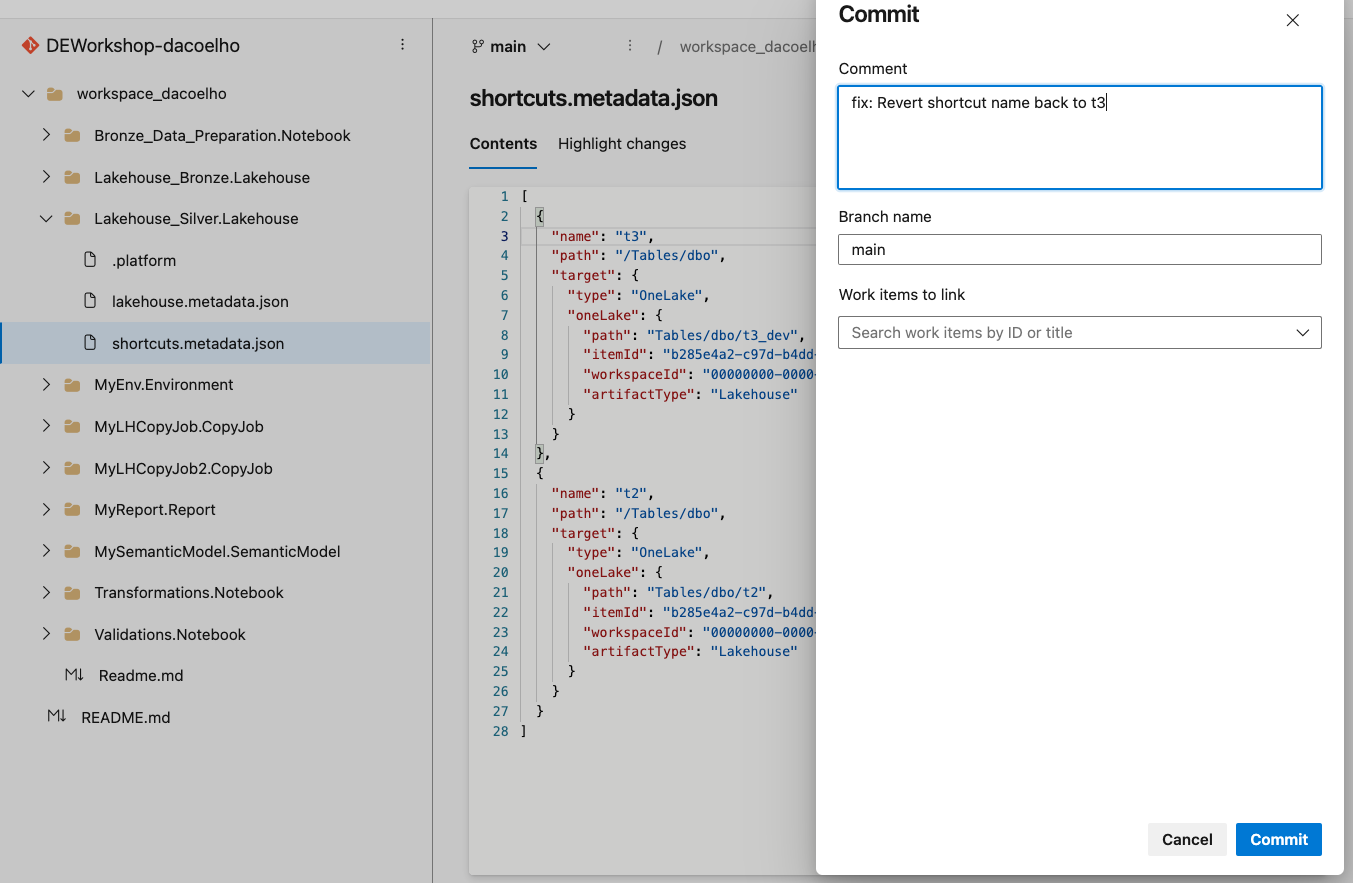 DEWorkshop-dacoelho
workspace_dacoelho
Bronze_Data_Preparation.Notebook
Lakehouse_Bronze.Lakehouse
Lakehouse_Silver.Lakehouse
.platform
lakehouse.metadata.json
shortcuts.metadata.json
MyEnv.Environment
MyLHCopyJob.CopyJob
MyLHCopyJob2.CopyJob
MyReport.Report
MySemanticModel.SemanticModel
Transformations.Notebook
Validations.Notebook
Readme.md
README.md
main
/ workspace_dacoelh
shortcuts.metadata.json
Contents Highlight changes
1 [
2 {
3 "name": "t3",
4 "path": "/Tables/dbo",
5 "target": {
6 "type": "OneLake",
7 "oneLake": {
8 "path": "Tables/dbo/t3_dev",
9 "itemId": "b285e4a2-c97d-b4dd-
10 "workspaceId": "00000000-0000-
11 "artifactType": "Lakehouse"
12 }
13 }
14 },
15 {
16 "name": "t2",
17 "path": "/Tables/dbo",
18 "target": {
19 "type": "OneLake",
20 "oneLake": {
21 "path": "Tables/dbo/t2",
22 "itemId": "b285e4a2-c97d-b4dd-
23 "workspaceId": "00000000-0000-
24 "artifactType": "Lakehouse"
25 }
26 }
27 }
28 ]
Commit
Comment
fix: Revert shortcut name back to t3
Branch name
main
Work items to link
Search work items by ID or title
Cancel Commit